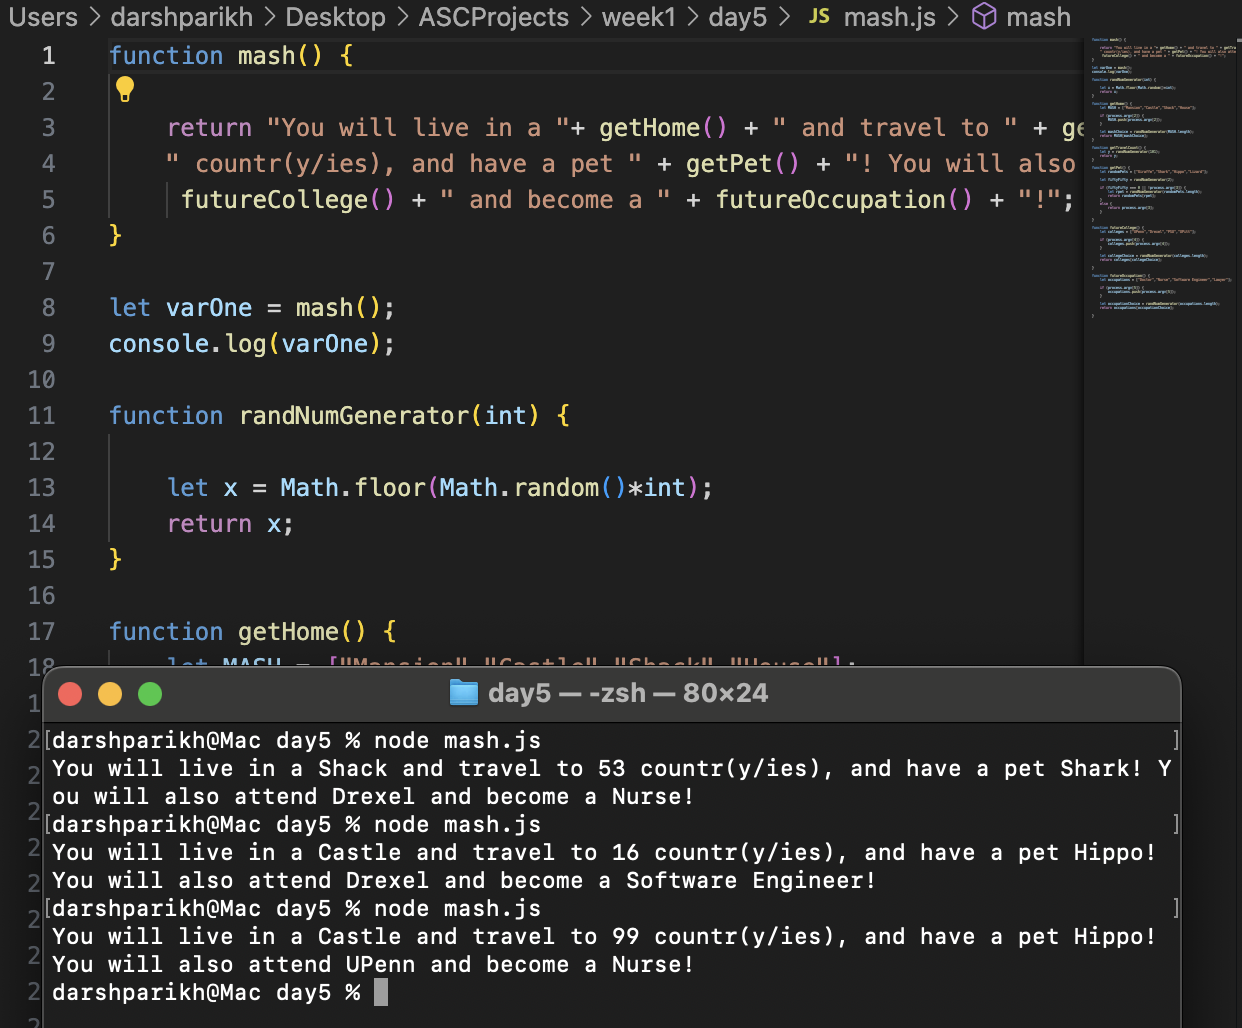 Users > darshparikh > Desktop > ASCProjects > week1 > day5 > JS mash.js > mash
1 function mash() {
2
3 return "You will live in a "+ getHome() + " and travel to " + ge
4 " countr(y/ies), and have a pet " + getPet() + "! You will also
5 futureCollege() + " and become a " + futureOccupation() + "!";
6 }
7
8 let varOne = mash();
9 console.log(varOne);
10
11 function randNumGenerator(int) {
12
13 let x = Math.floor(Math.random()*int);
14 return x;
15 }
16
17 function getHome() {
18 let MASH = ["Mansion","Castle","Shack","House"];
day5 — -zsh — 80×24
[darshparikh@Mac day5 % node mash.js ]
You will live in a Shack and travel to 53 countr(y/ies), and have a pet Shark! Y
ou will also attend Drexel and become a Nurse!
[darshparikh@Mac day5 % node mash.js ]
You will live in a Castle and travel to 16 countr(y/ies), and have a pet Hippo!
You will also attend Drexel and become a Software Engineer!
[darshparikh@Mac day5 % node mash.js ]
You will live in a Castle and travel to 99 countr(y/ies), and have a pet Hippo!
You will also attend UPenn and become a Nurse!
darshparikh@Mac day5 %